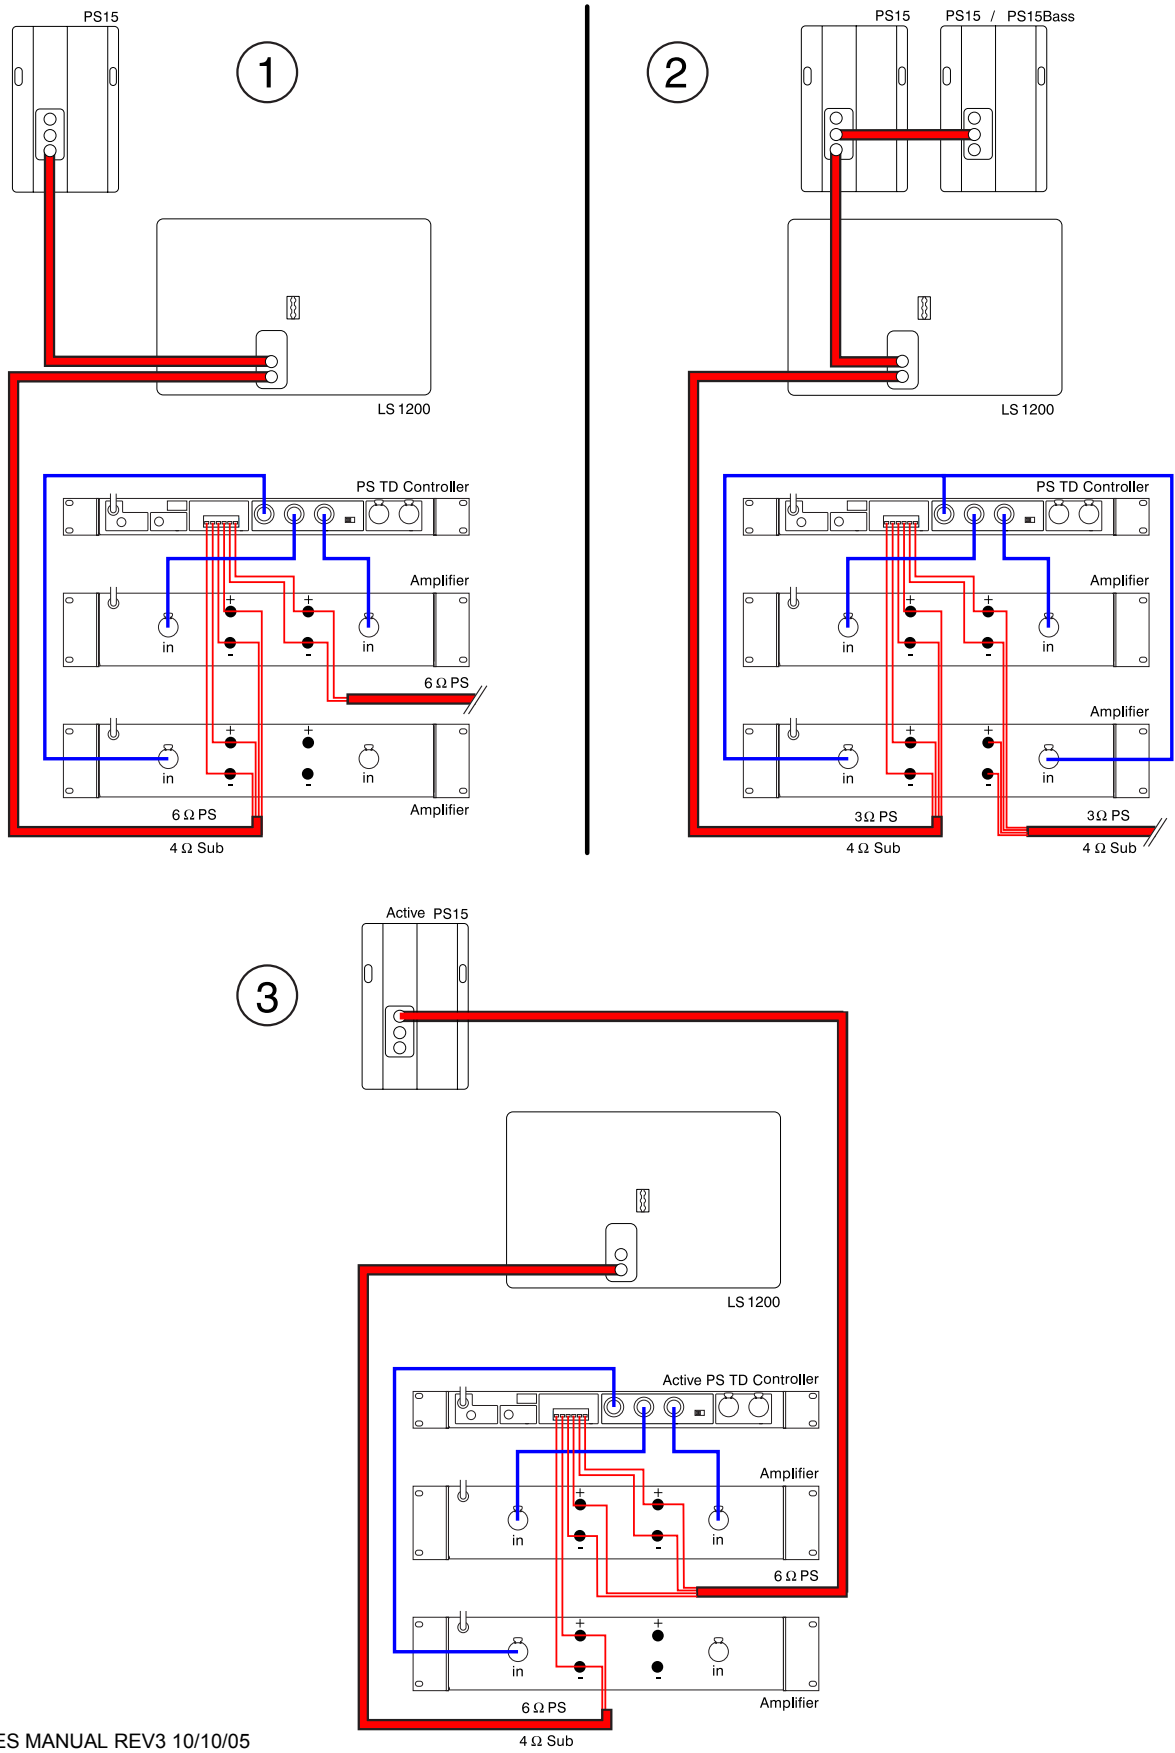 PS15
1
LS 1200
PS TD Controller
Amplifier
+ +
in in
- -
6 Ω PS
+ +
in in
- -
Amplifier
6 Ω PS
4 Ω Sub
2
PS15 PS15 / PS15Bass
LS 1200
PS TD Controller
Amplifier
+ +
in in
- -
Amplifier
+ +
in in
- -
3Ω PS 3Ω PS
4 Ω Sub 4 Ω Sub
Active PS15
3
LS 1200
Active PS TD Controller
Amplifier
+ +
in in
- -
6 Ω PS
+ +
in in
- -
6 Ω PS Amplifier
4 Ω Sub
ES MANUAL REV3 10/10/05